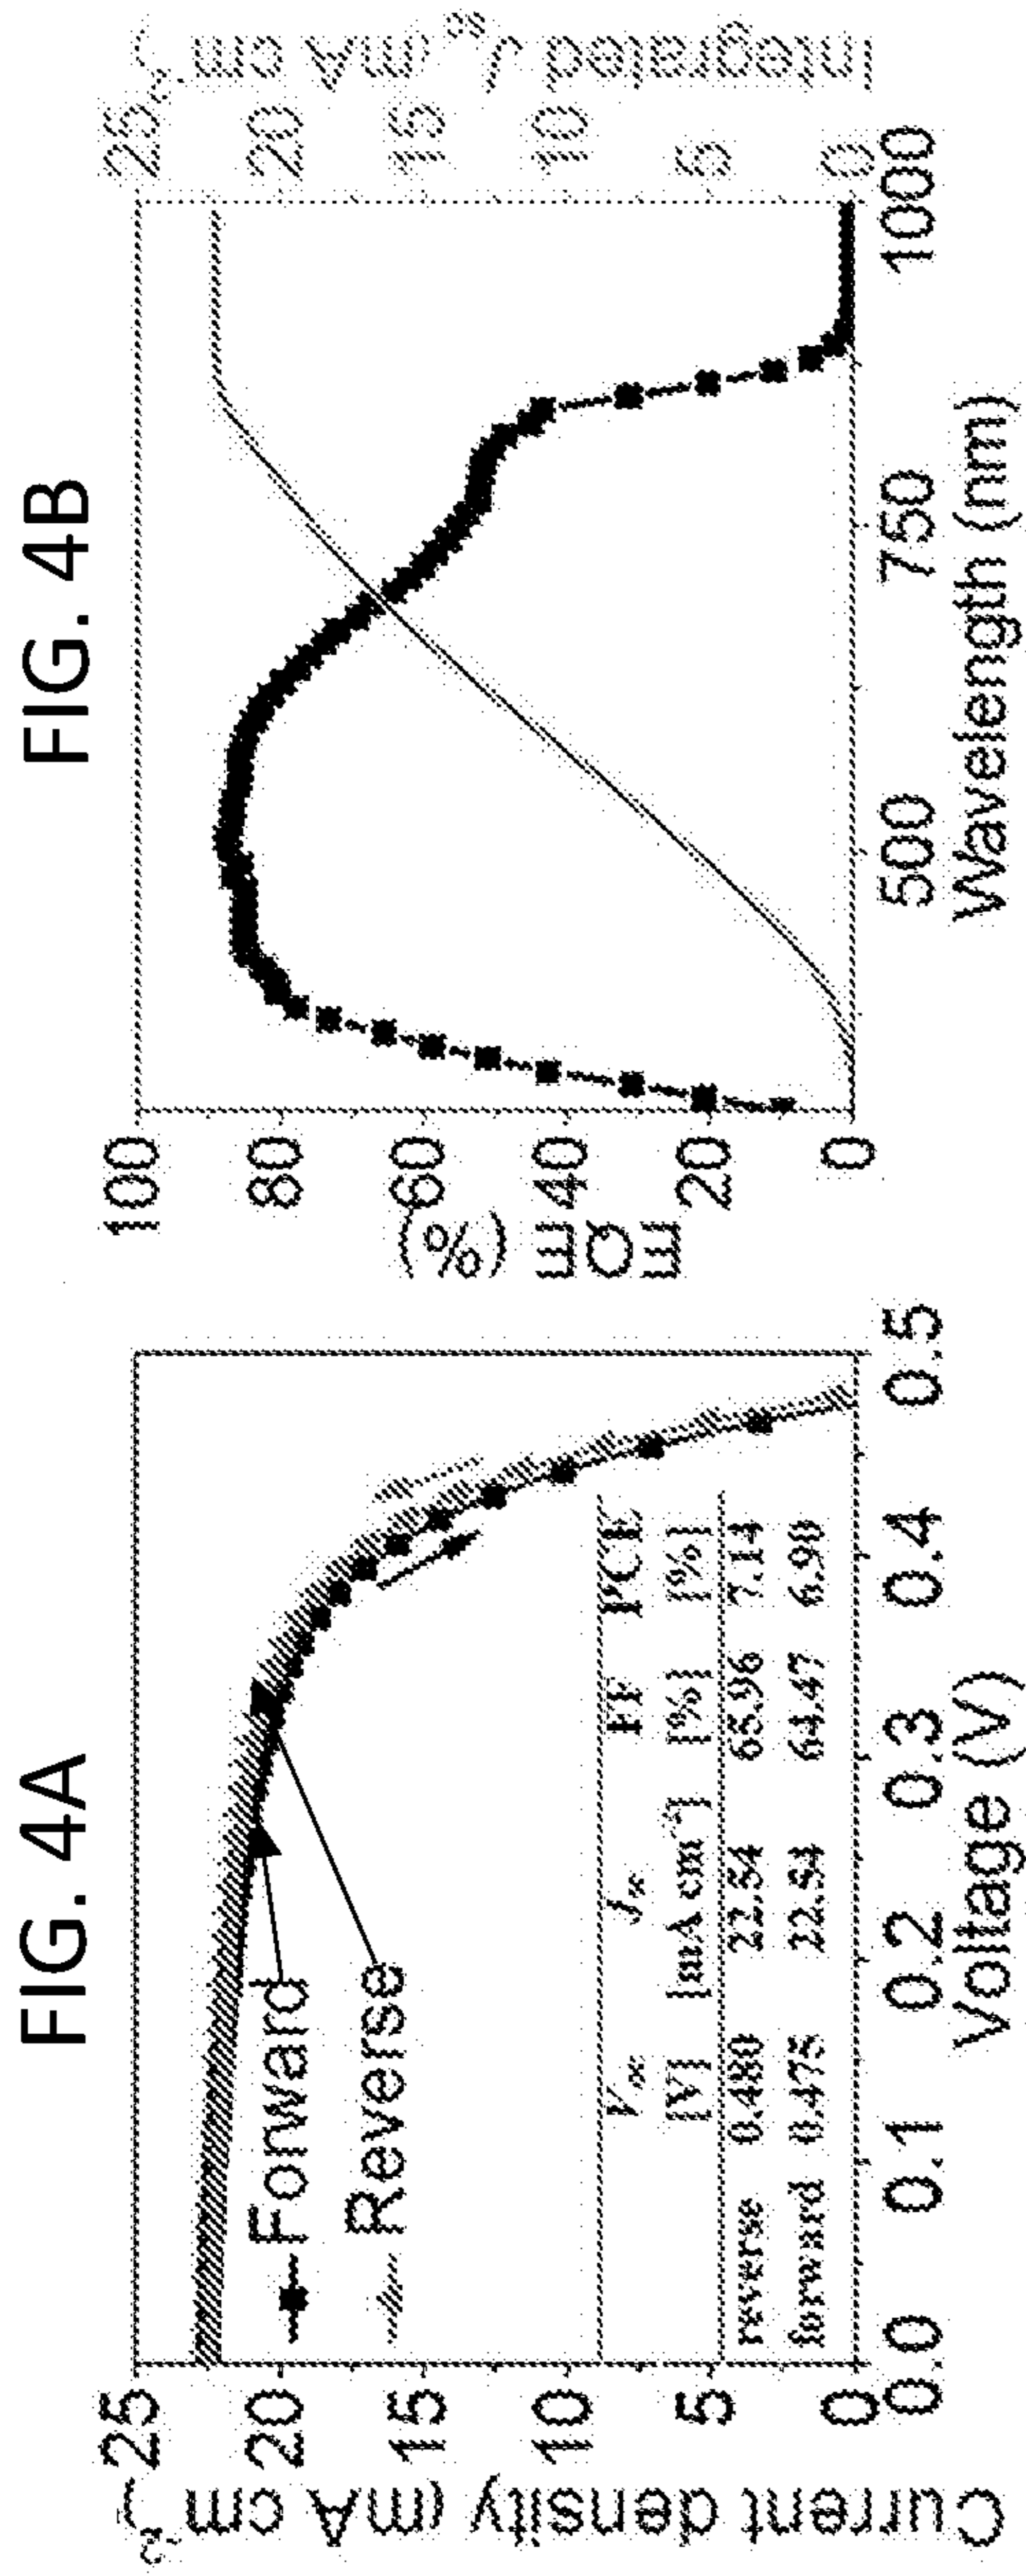 FIG. 4A
Current density (mA cm⁻²)
25
20
15
10
5
0
Forward
Reverse
Voc Jsc FF PCE
[V] [mA cm⁻²] [%] [%]
reverse 0.480 22.54 65.96 7.14
forward 0.475 22.54 64.47 6.90
0.0 0.1 0.2 0.3 0.4 0.5
Voltage (V)
FIG. 4B
EQE (%)
100
80
60
40
20
0
500 750 1000
Wavelength (nm)
25
20
15
10
5
0
Integrated Jsc (mA cm⁻²)